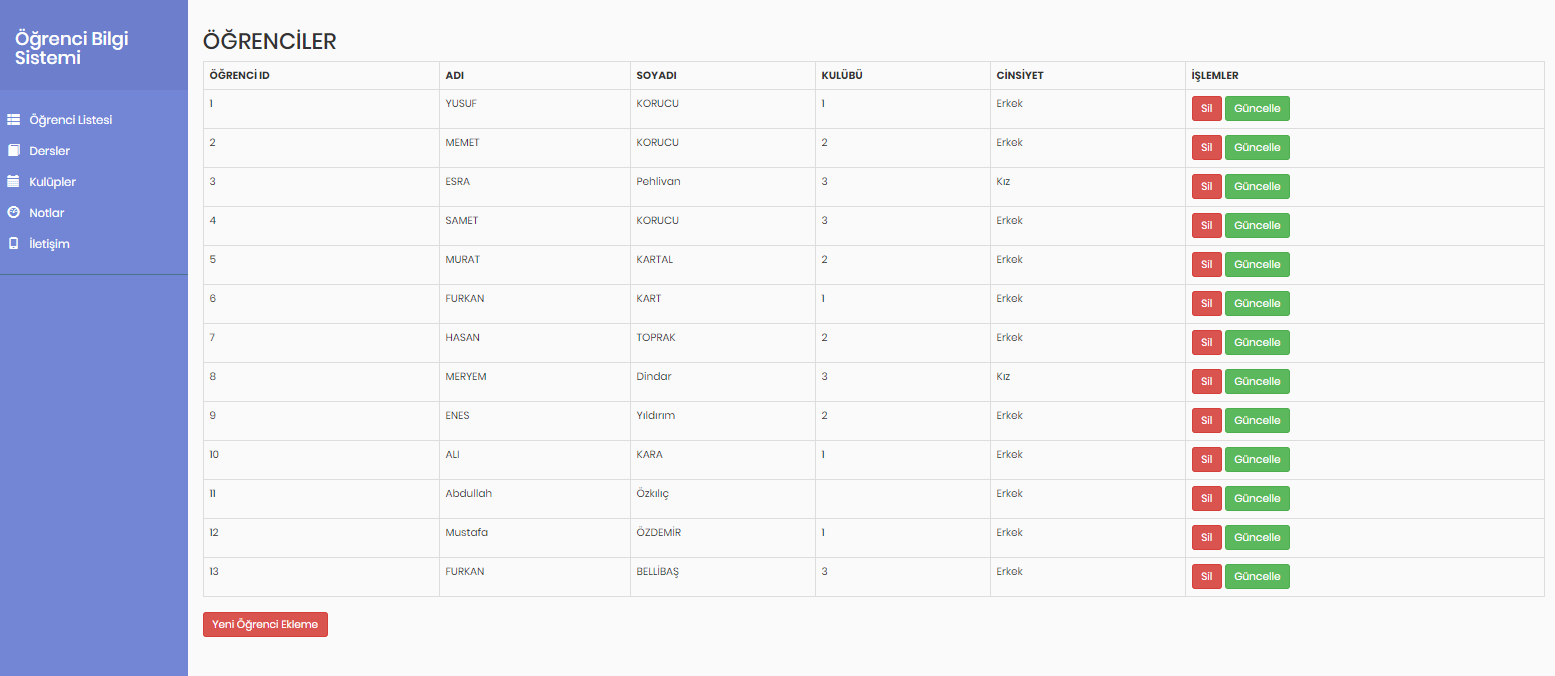 Öğrenci Bilgi
Sistemi
Öğrenci Listesi
Dersler
Kulüpler
Notlar
İletişim
ÖĞRENCİLER
ÖĞRENCİ ID ADI SOYADI KULÜBÜ CİNSİYET İŞLEMLER
1 YUSUF KORUCU 1 Erkek Sil Güncelle
2 MEMET KORUCU 2 Erkek Sil Güncelle
3 ESRA Pehlivan 3 Kız Sil Güncelle
4 SAMET KORUCU 3 Erkek Sil Güncelle
5 MURAT KARTAL 2 Erkek Sil Güncelle
6 FURKAN KART 1 Erkek Sil Güncelle
7 HASAN TOPRAK 2 Erkek Sil Güncelle
8 MERYEM Dindar 3 Kız Sil Güncelle
9 ENES Yıldırım 2 Erkek Sil Güncelle
10 ALI KARA 1 Erkek Sil Güncelle
11 Abdullah Özkılıç Erkek Sil Güncelle
12 Mustafa ÖZDEMİR 1 Erkek Sil Güncelle
13 FURKAN BELLİBAŞ 3 Erkek Sil Güncelle
Yeni Öğrenci Ekleme